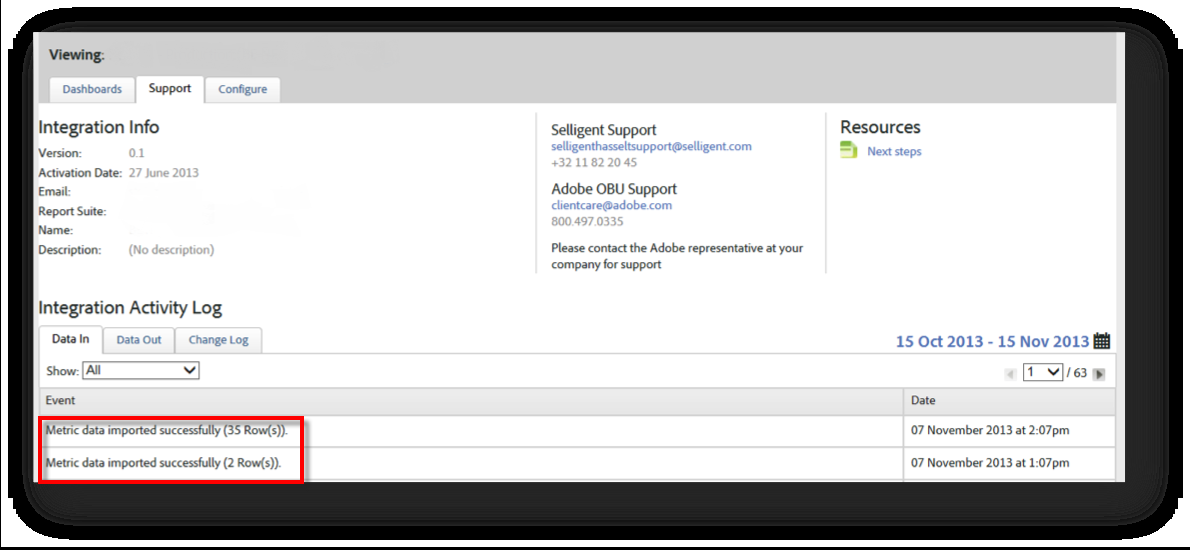 Viewing:
Dashboards Support Configure
Integration Info
Version: 0.1
Activation Date: 27 June 2013
Email:
Report Suite:
Name:
Description: (No description)
Selligent Support
selligenthasseltsupport@selligent.com
+32 11 82 20 45
Adobe OBU Support
clientcare@adobe.com
800.497.0335
Please contact the Adobe representative at your
company for support
Resources
Next steps
Integration Activity Log
Data In Data Out Change Log
15 Oct 2013 - 15 Nov 2013
Show: All
1 / 63
Event Date
Metric data imported successfully (35 Row(s)). 07 November 2013 at 2:07pm
Metric data imported successfully (2 Row(s)). 07 November 2013 at 1:07pm